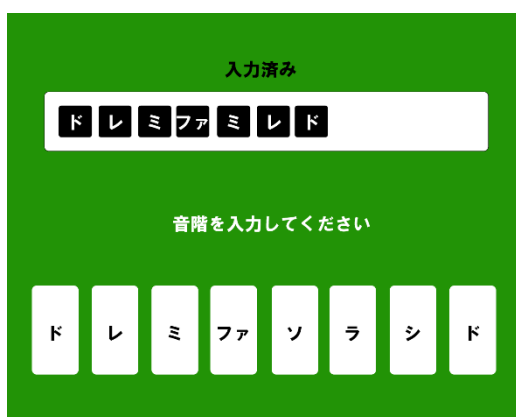 入力済み
ド レ ミ ファ ミ レ ド
音階を入力してください
ド レ ミ ファ ソ ラ シ ド